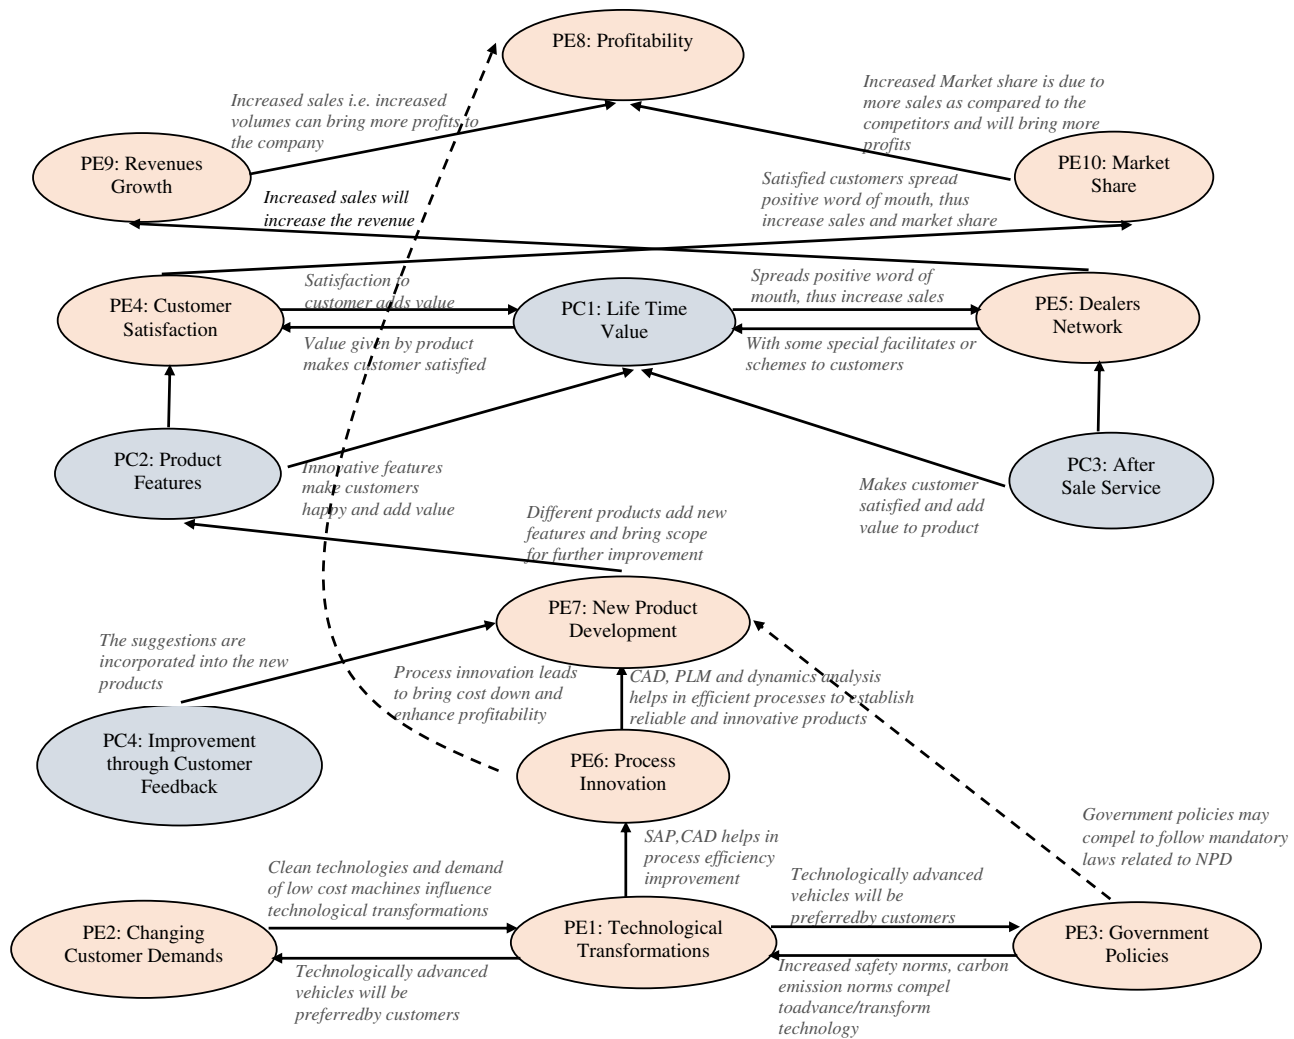 PE8: Profitability
Increased sales i.e. increased
volumes can bring more profits to
the company
Increased Market share is due to
more sales as compared to the
competitors and will bring more
profits
PE9: Revenues
Growth
PE10: Market
Share
Increased sales will
increase the revenue
Satisfied customers spread
positive word of mouth, thus
increase sales and market share
PE4: Customer
Satisfaction
Satisfaction to
customer adds value
Value given by product
makes customer satisfied
PC1: Life Time
Value
Spreads positive word of
mouth, thus increase sales
With some special facilitates or
schemes to customers
PE5: Dealers
Network
PC2: Product
Features
Innovative features
make customers
happy and add value
PC3: After
Sale Service
Makes customer
satisfied and add
value to product
Different products add new
features and bring scope
for further improvement
PE7: New Product
Development
The suggestions are
incorporated into the new
products
Process innovation leads
to bring cost down and
enhance profitability
CAD, PLM and dynamics analysis
helps in efficient processes to establish
reliable and innovative products
PC4: Improvement
through Customer
Feedback
PE6: Process
Innovation
Government policies may
compel to follow mandatory
laws related to NPD
SAP,CAD helps in
process efficiency
improvement
Clean technologies and demand
of low cost machines influence
technological transformations
Technologically advanced
vehicles will be
preferredby customers
PE2: Changing
Customer Demands
PE1: Technological
Transformations
PE3: Government
Policies
Technologically advanced
vehicles will be
preferredby customers
Increased safety norms, carbon
emission norms compel
toadvance/transform
technology